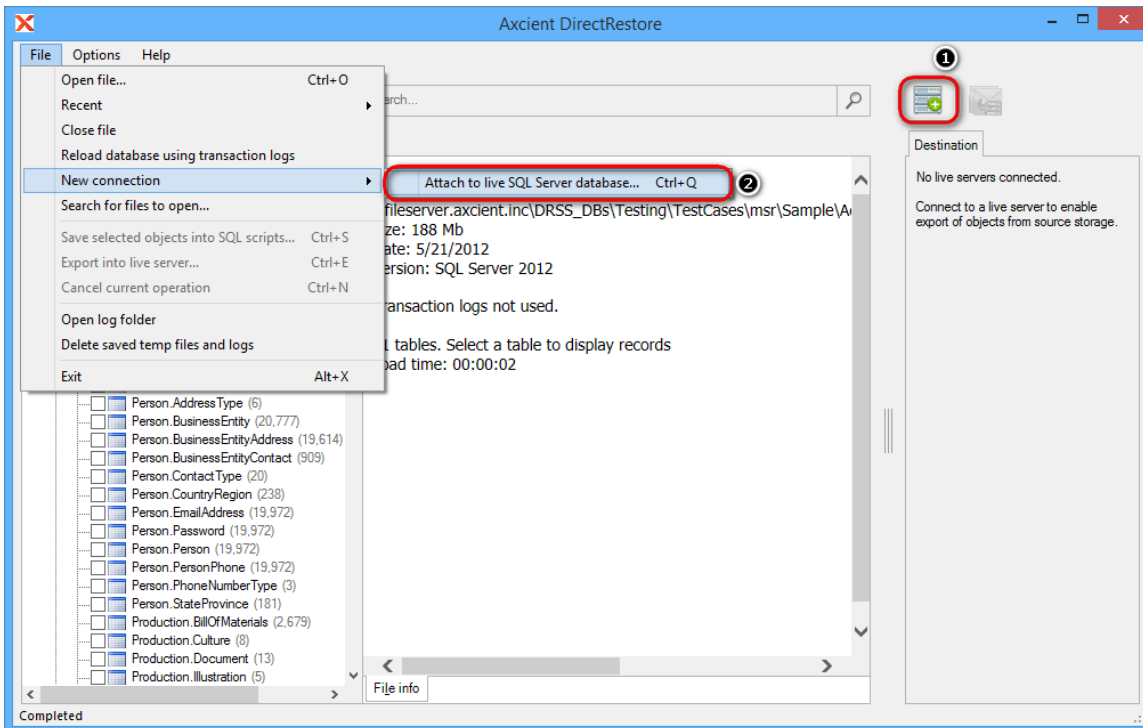 Axcient DirectRestore
File Options Help
❶
Open file... Ctrl+O
Recent
Close file
Reload database using transaction logs
New connection
Search for files to open...
Save selected objects into SQL scripts... Ctrl+S
Export into live server... Ctrl+E
Cancel current operation Ctrl+N
Open log folder
Delete saved temp files and logs
Exit Alt+X
Attach to live SQL Server database... Ctrl+Q ❷
fileserver.axcient.inc\DRSS_DBs\Testing\TestCases\msr\Sample\
188 Mb
5/21/2012
SQL Server 2012
logs not used.
tables. Select a table to display records
time: 00:00:02
Person.AddressType (6)
Person.BusinessEntity (20,777)
Person.BusinessEntityAddress (19,614)
Person.BusinessEntityContact (909)
Person.ContactType (20)
Person.CountryRegion (238)
Person.EmailAddress (19,972)
Person.Password (19,972)
Person.Person (19,972)
Person.PersonPhone (19,972)
Person.PhoneNumberType (3)
Person.StateProvince (181)
Production.BillOfMaterials (2,679)
Production.Culture (8)
Production.Document (13)
Production.Illustration (5)
File info
Destination
No live servers connected.
Connect to a live server to enable
export of objects from source storage.
Completed